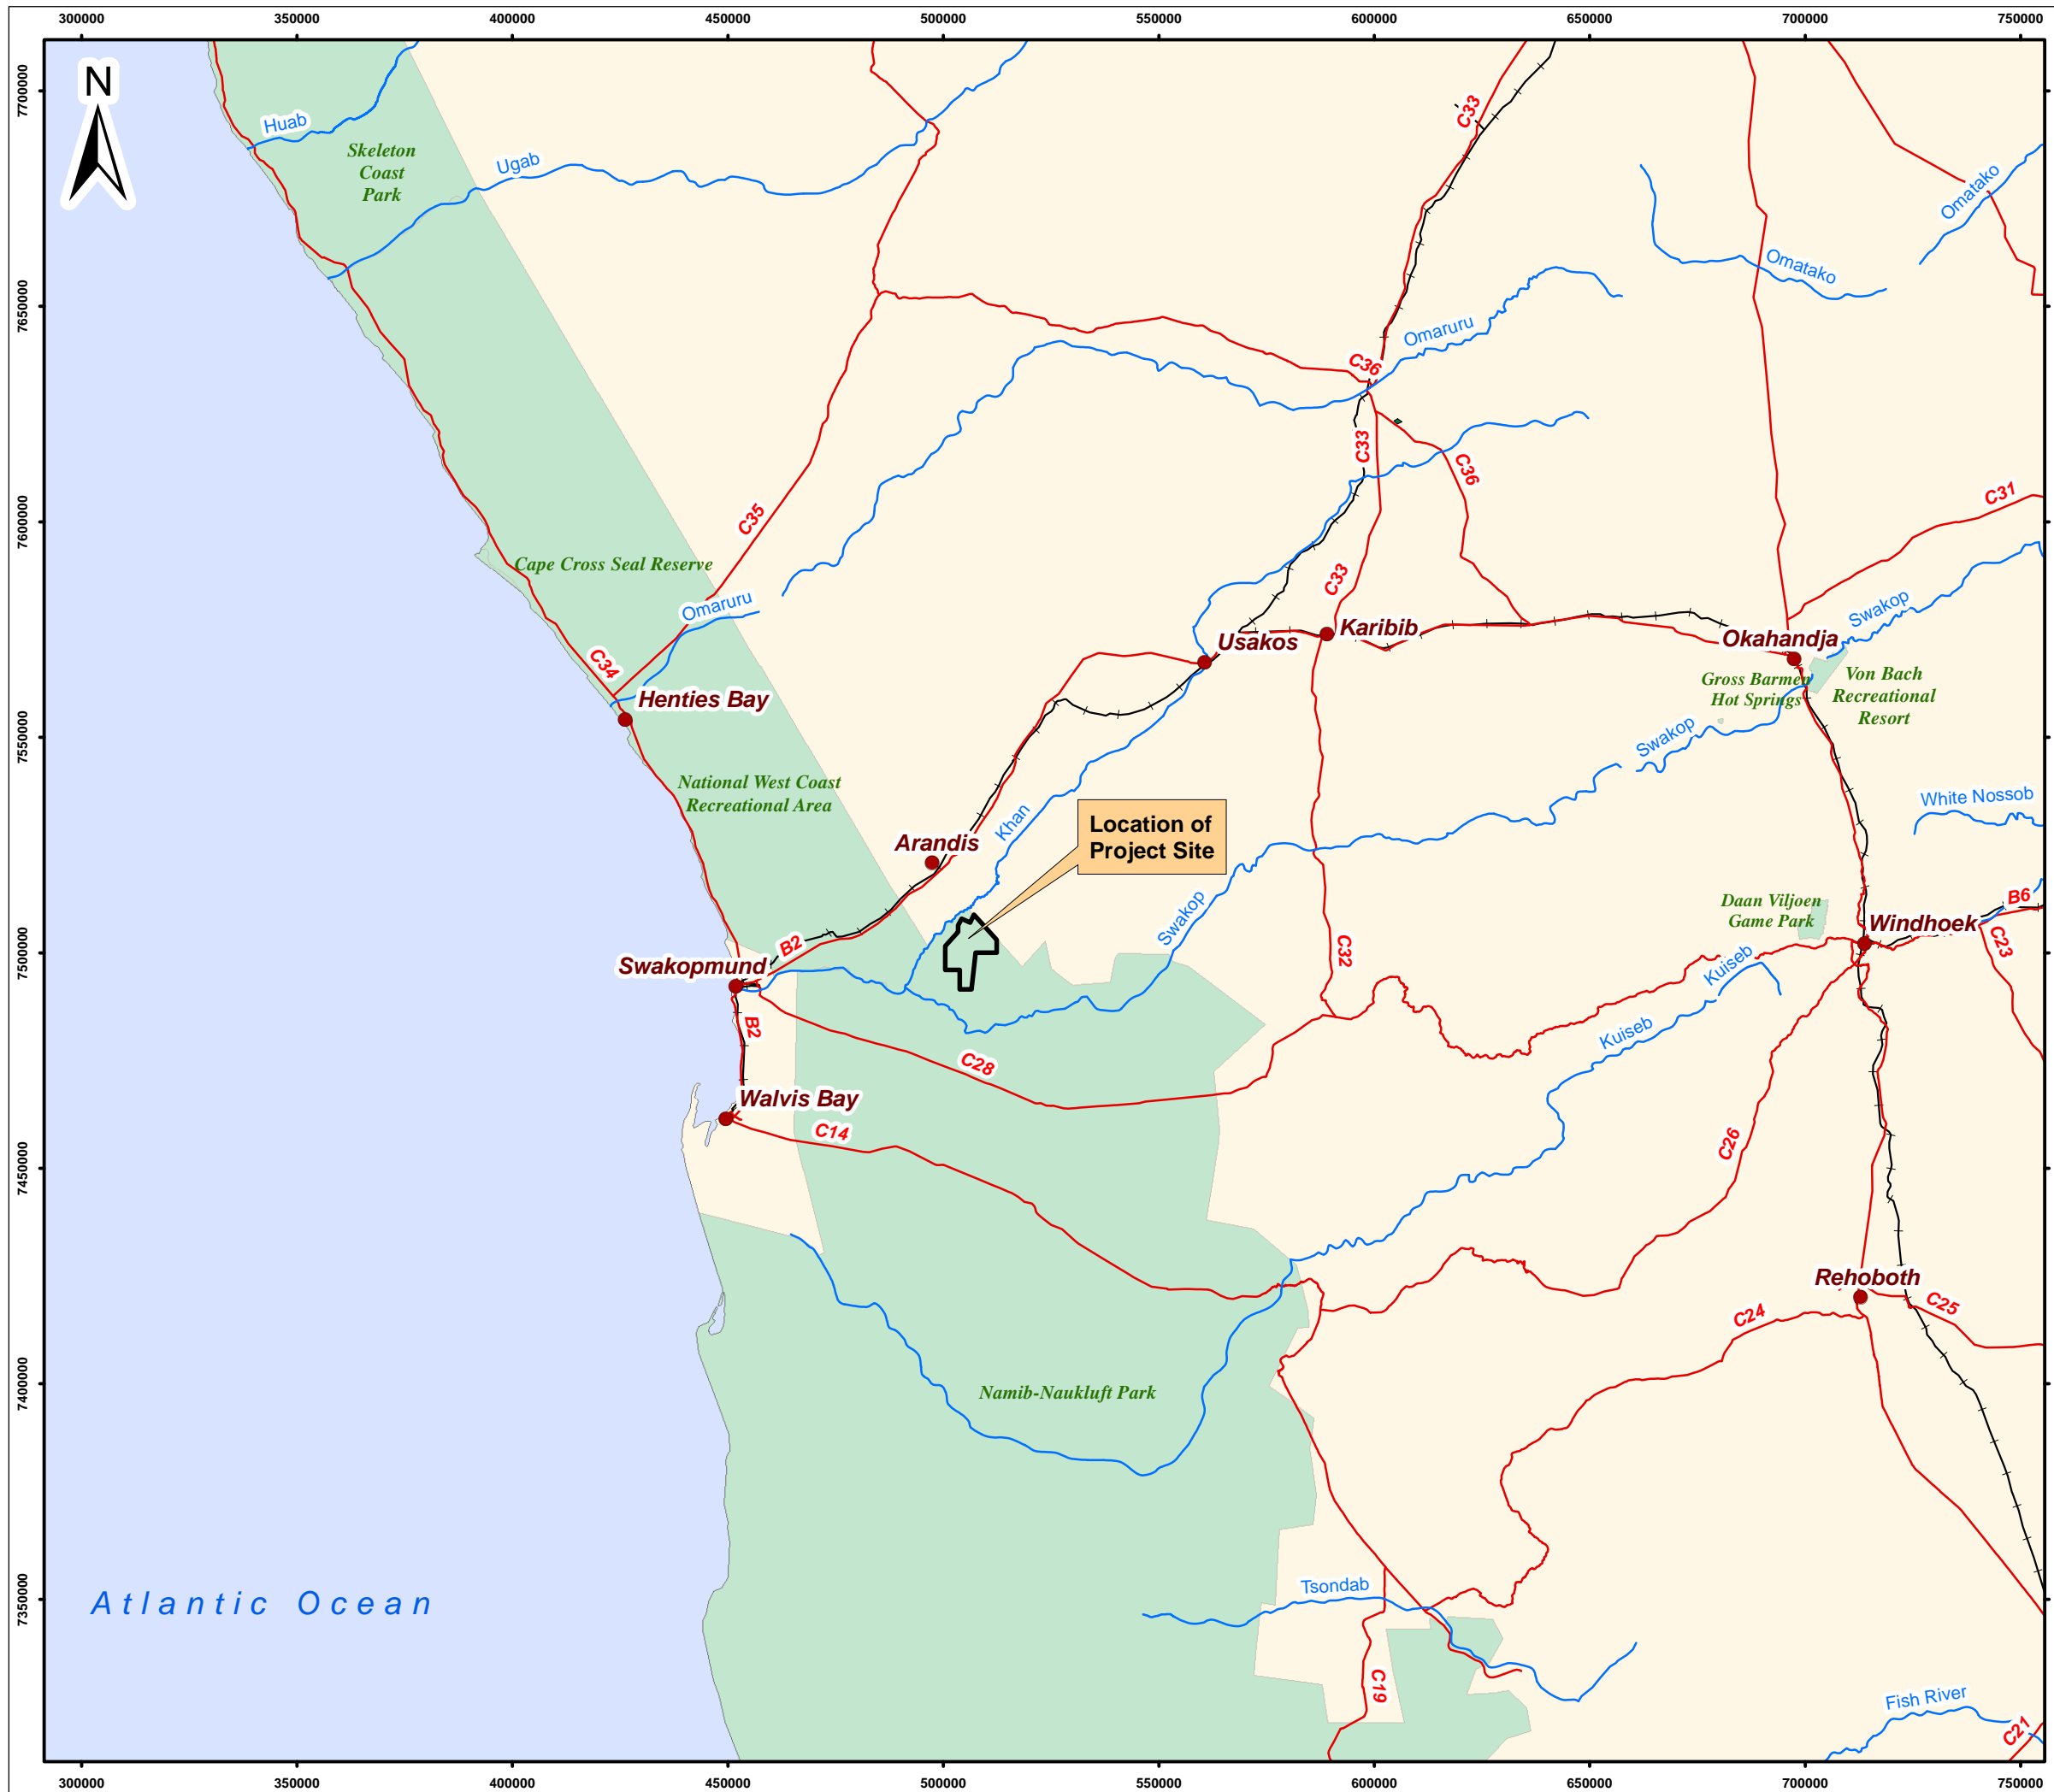 300000 350000 400000 450000 500000 550000 600000 650000 700000 750000
7700000
7650000
7600000
7550000
7500000
7450000
7400000
7350000
N
Huab
Skeleton
Coast
Park
Ugab
C33
Omatako
Omatako
Omaruru
C36
C33
C36
C35
C31
Cape Cross Seal Reserve
Omaruru
C33
Swakop
Usakos
Karibib
Okahandja
C34
Henties Bay
Gross Barmen
Hot Springs
Von Bach
Recreational
Resort
Swakop
National West Coast
Recreational Area
White Nossob
Khan
Location of
Project Site
Arandis
Swakop
Daan Viljoen
Game Park
B6
Windhoek
C23
B2
Swakopmund
C32
Kuiseb
B2
Kuiseb
C28
Walvis Bay
C14
C26
Rehoboth
C25
C24
Namib-Naukluft Park
Atlantic Ocean
Tsondab
C19
Fish River
C21
300000 350000 400000 450000 500000 550000 600000 650000 700000 750000